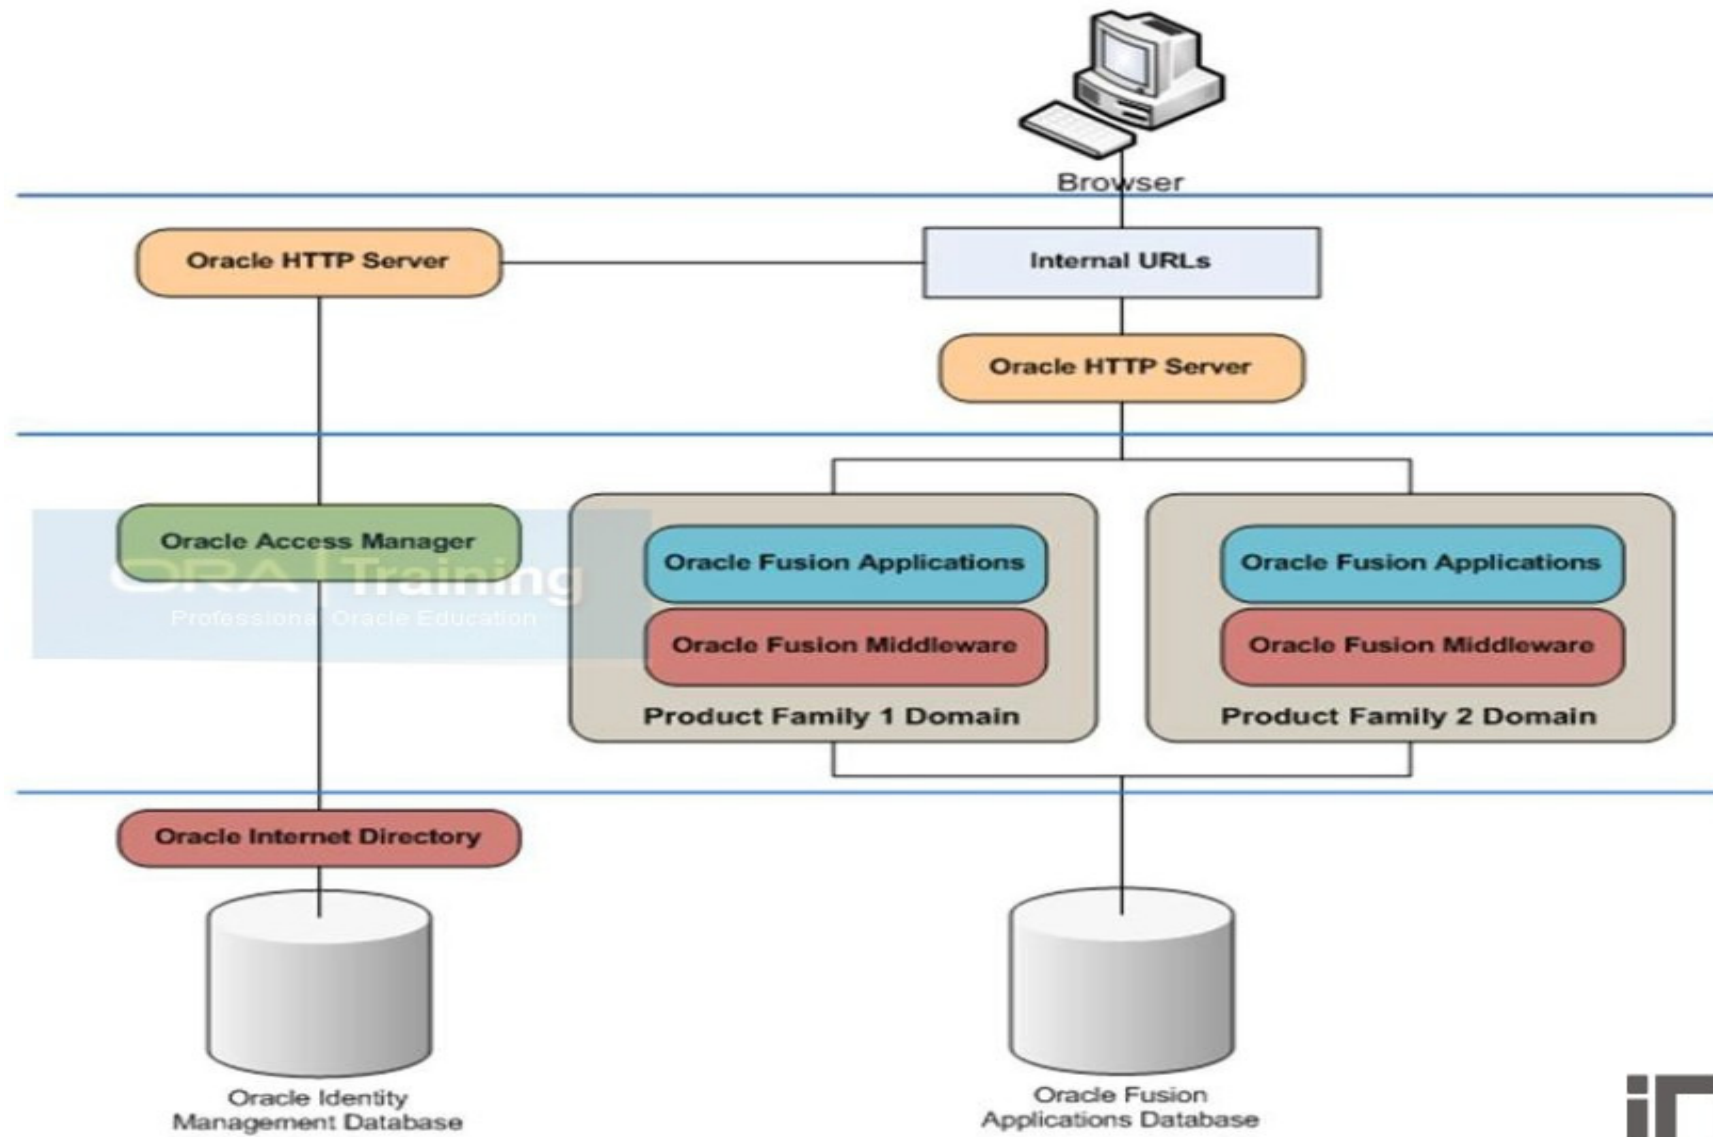 Browser
Oracle HTTP Server
Internal URLs
Oracle HTTP Server
Oracle Access Manager
ORA Training
Professional Oracle Education
Oracle Fusion Applications
Oracle Fusion Middleware
Product Family 1 Domain
Oracle Fusion Applications
Oracle Fusion Middleware
Product Family 2 Domain
Oracle Internet Directory
Oracle Identity
Management Database
Oracle Fusion
Applications Database